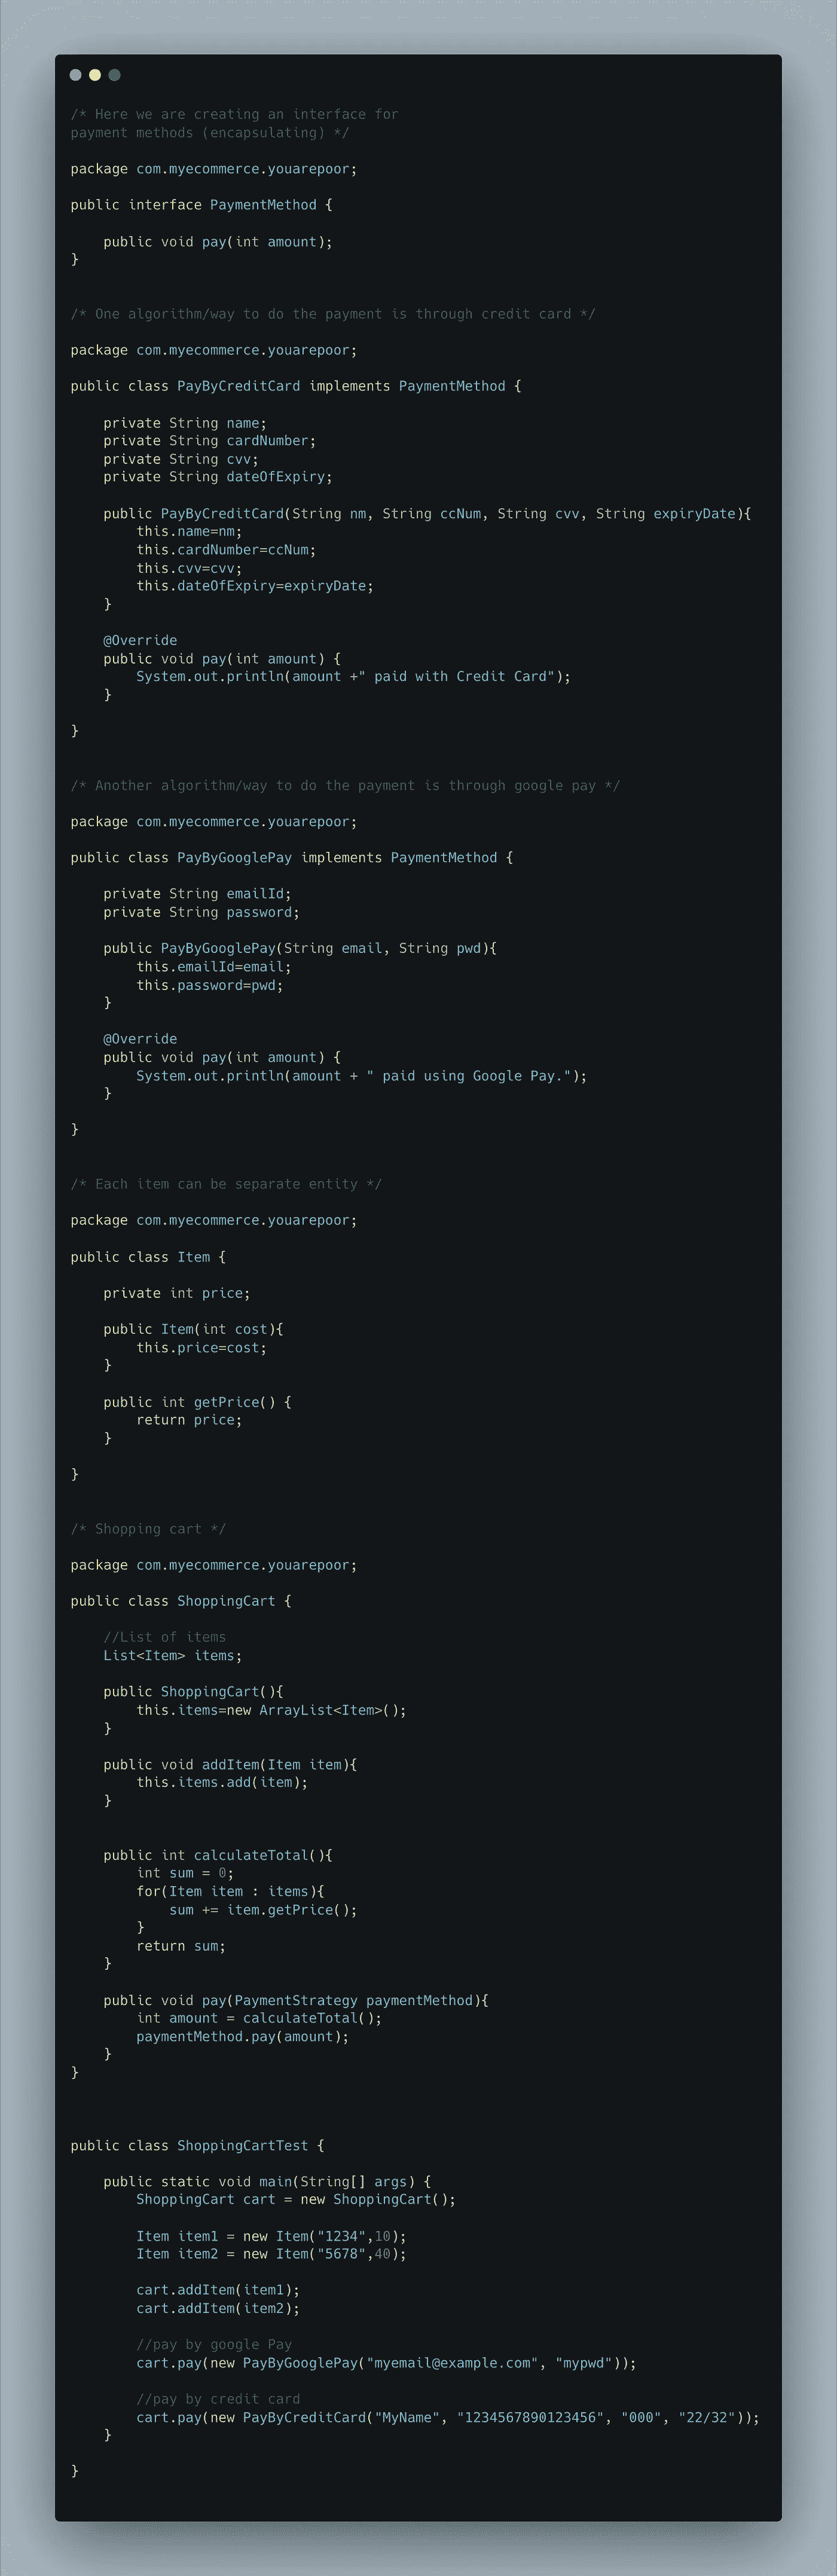 /* Here we are creating an interface for
payment methods (encapsulating) */
package com.myecommerce.youarepoor;
public interface PaymentMethod {
    public void pay(int amount);
}
/* One algorithm/way to do the payment is through credit card */
package com.myecommerce.youarepoor;
public class PayByCreditCard implements PaymentMethod {
    private String name;
    private String cardNumber;
    private String cvv;
    private String dateOfExpiry;
    public PayByCreditCard(String nm, String ccNum, String cvv, String expiryDate){
        this.name=nm;
        this.cardNumber=ccNum;
        this.cvv=cvv;
        this.dateOfExpiry=expiryDate;
    }
    @Override
    public void pay(int amount) {
        System.out.println(amount +" paid with Credit Card");
    }
}
/* Another algorithm/way to do the payment is through google pay */
package com.myecommerce.youarepoor;
public class PayByGooglePay implements PaymentMethod {
    private String emailId;
    private String password;
    public PayByGooglePay(String email, String pwd){
        this.emailId=email;
        this.password=pwd;
    }
    @Override
    public void pay(int amount) {
        System.out.println(amount + " paid using Google Pay.");
    }
}
/* Each item can be separate entity */
package com.myecommerce.youarepoor;
public class Item {
    private int price;
    public Item(int cost){
        this.price=cost;
    }
    public int getPrice() {
        return price;
    }
}
/* Shopping cart */
package com.myecommerce.youarepoor;
public class ShoppingCart {
    //List of items
    List<Item> items;
    public ShoppingCart(){
        this.items=new ArrayList<Item>();
    }
    public void addItem(Item item){
        this.items.add(item);
    }
    public int calculateTotal(){
        int sum = 0;
        for(Item item : items){
            sum += item.getPrice();
        }
        return sum;
    }
    public void pay(PaymentStrategy paymentMethod){
        int amount = calculateTotal();
        paymentMethod.pay(amount);
    }
}
public class ShoppingCartTest {
    public static void main(String[] args) {
        ShoppingCart cart = new ShoppingCart();
        Item item1 = new Item("1234",10);
        Item item2 = new Item("5678",40);
        cart.addItem(item1);
        cart.addItem(item2);
        //pay by google Pay
        cart.pay(new PayByGooglePay("myemail@example.com", "mypwd"));
        //pay by credit card
        cart.pay(new PayByCreditCard("MyName", "1234567890123456", "000", "22/32"));
    }
}